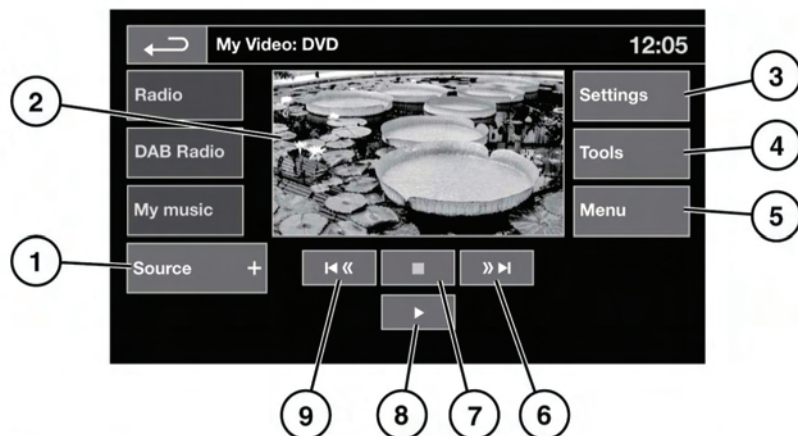 My Video: DVD 12:05
Radio
Settings
3
2
DAB Radio
Tools
4
My music
Menu
5
1
Source +
9
8
7
6